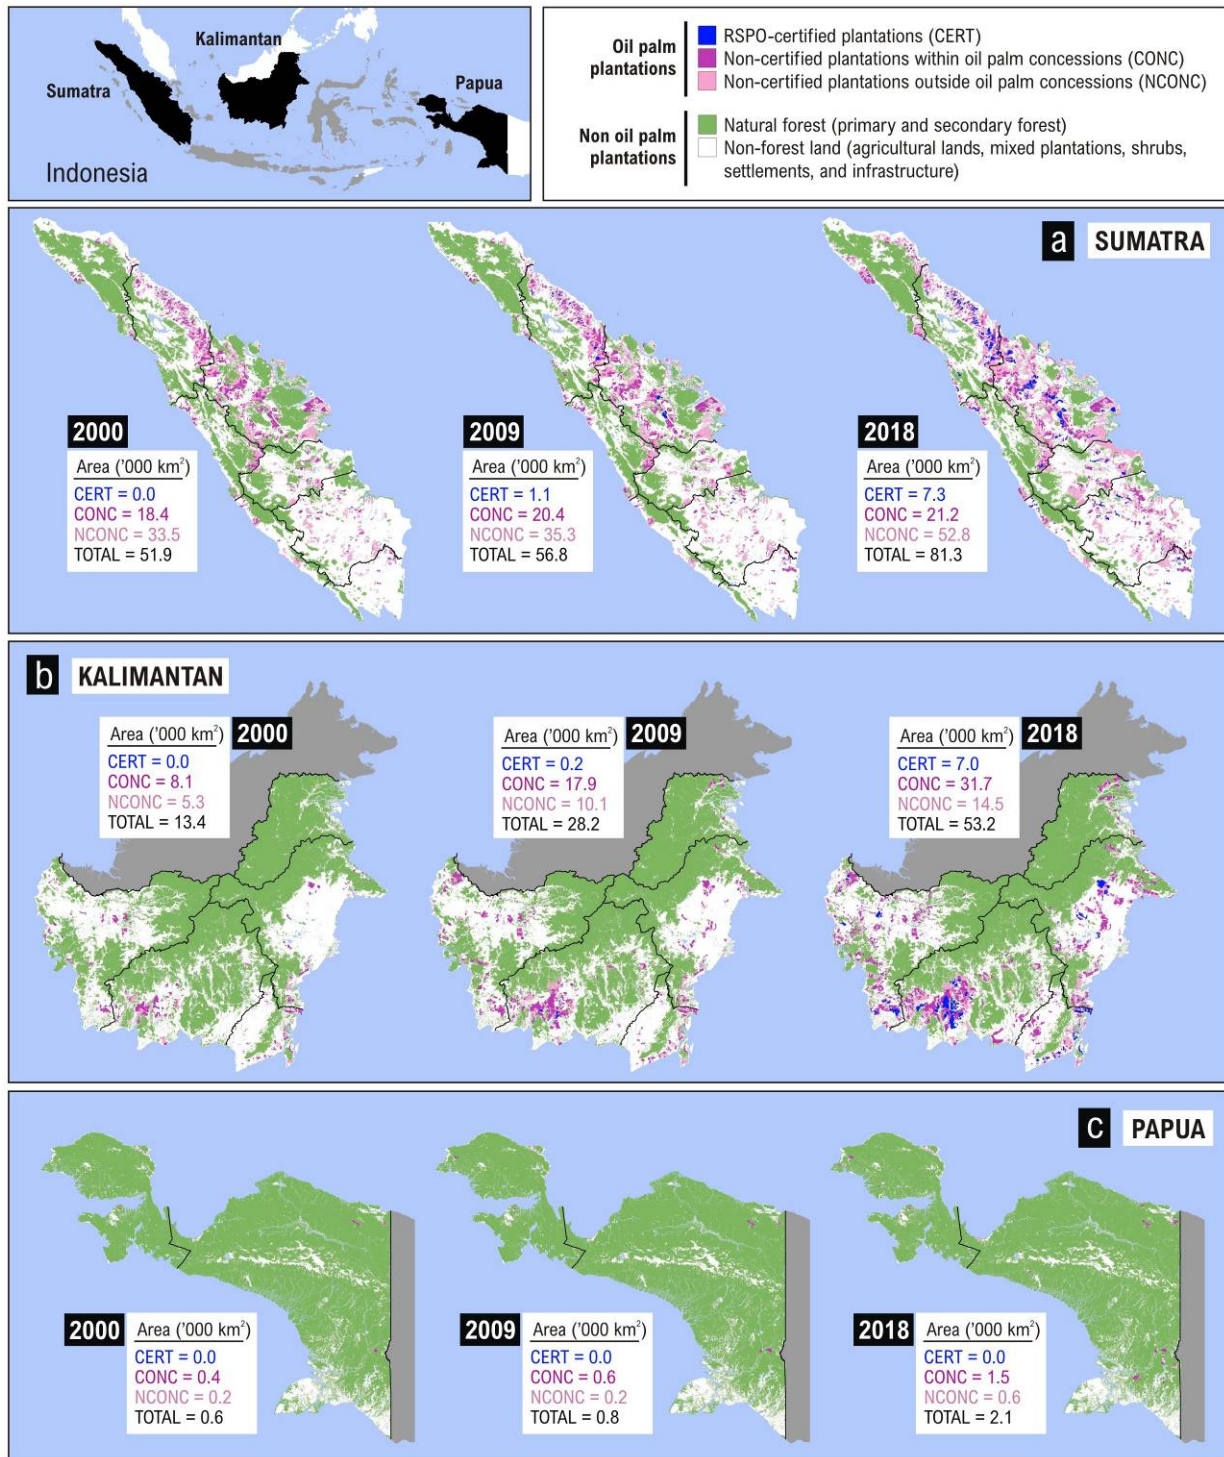 Kalimantan
Sumatra
Papua
Indonesia
Oil palm
plantations
RSPO-certified plantations (CERT)
Non-certified plantations within oil palm concessions (CONC)
Non-certified plantations outside oil palm concessions (NCONC)
Non oil palm
plantations
Natural forest (primary and secondary forest)
Non-forest land (agricultural lands, mixed plantations, shrubs,
settlements, and infrastructure)
a SUMATRA
2000
Area ('000 km²)
CERT = 0.0
CONC = 18.4
NCONC = 33.5
TOTAL = 51.9
2009
Area ('000 km²)
CERT = 1.1
CONC = 20.4
NCONC = 35.3
TOTAL = 56.8
2018
Area ('000 km²)
CERT = 7.3
CONC = 21.2
NCONC = 52.8
TOTAL = 81.3
b KALIMANTAN
Area ('000 km²) 2000
CERT = 0.0
CONC = 8.1
NCONC = 5.3
TOTAL = 13.4
Area ('000 km²) 2009
CERT = 0.2
CONC = 17.9
NCONC = 10.1
TOTAL = 28.2
Area ('000 km²) 2018
CERT = 7.0
CONC = 31.7
NCONC = 14.5
TOTAL = 53.2
c PAPUA
2000 Area ('000 km²)
CERT = 0.0
CONC = 0.4
NCONC = 0.2
TOTAL = 0.6
2009 Area ('000 km²)
CERT = 0.0
CONC = 0.6
NCONC = 0.2
TOTAL = 0.8
2018 Area ('000 km²)
CERT = 0.0
CONC = 1.5
NCONC = 0.6
TOTAL = 2.1